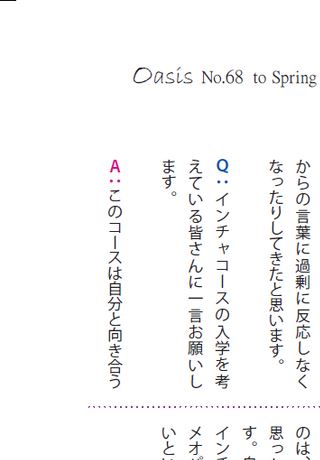 Oasis No.68 to Spring
からの言葉に過剰に反応しなく
なったりしてきたと思います。
Q：インチャコースの入学を考
えている皆さんに一言お願いし
ます。
A：このコースは自分と向き合う
のは、
思っ
す。自
インチ
メオパ
いとい